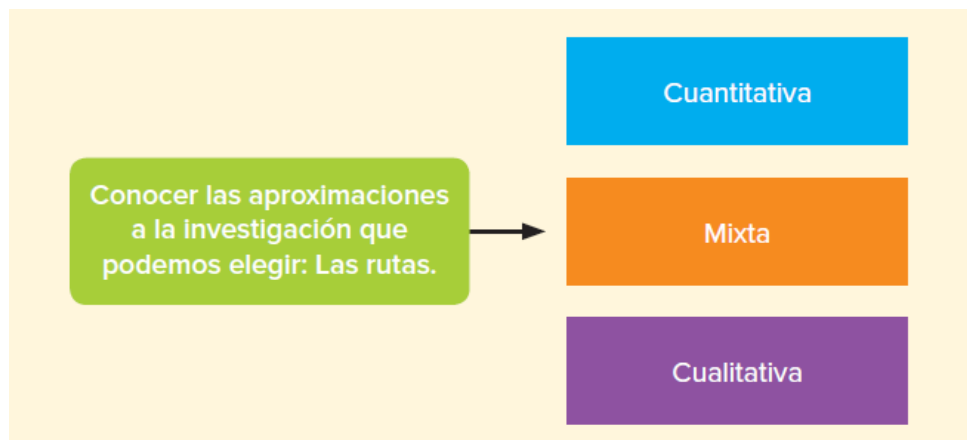 Conocer las aproximaciones
a la investigación que
podemos elegir: Las rutas.
Cuantitativa
Mixta
Cualitativa